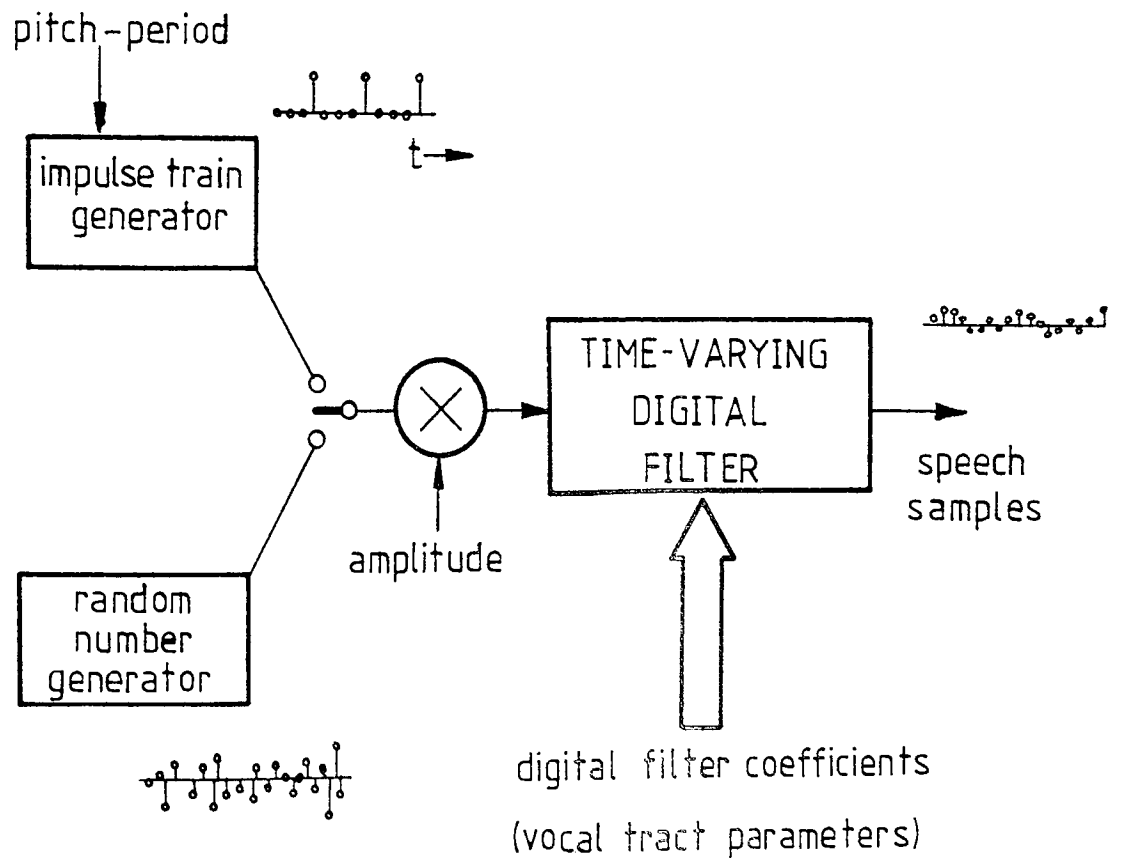 pitch-period
t
impulse train
generator
TIME-VARYING
DIGITAL
FILTER
speech
samples
amplitude
random
number
generator
digital filter coefficients
(vocal tract parameters)